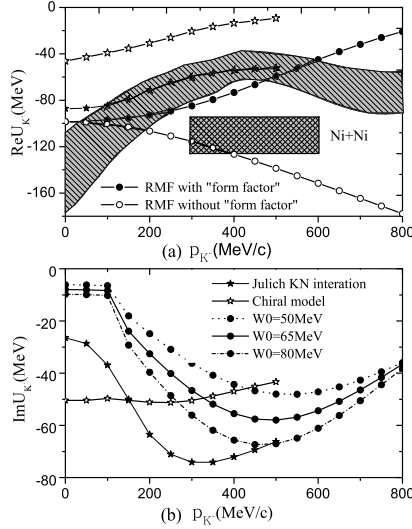 0
-40
-80
-120
-160
ReU_K-(MeV)
Ni+Ni
RMF with "form factor"
RMF without "form factor"
0 200 400 600 800
(a) p_K-(MeV/c)
0
-20
-40
-60
-80
ImU_K-(MeV)
Julich KN interation
Chiral model
W0=50MeV
W0=65MeV
W0=80MeV
0 200 400 600 800
(b) p_K-(MeV/c)